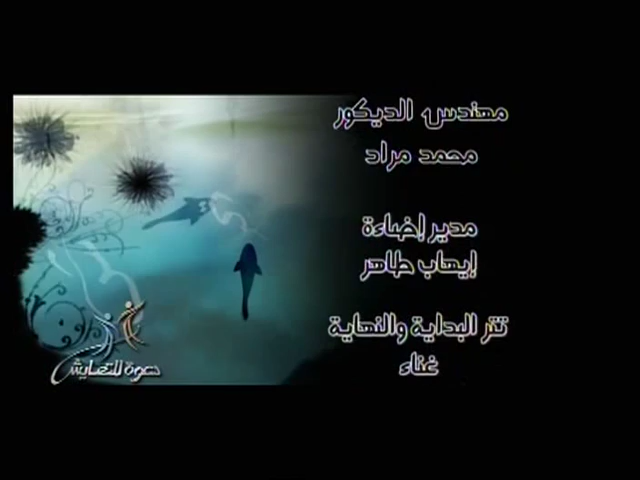 مهندس الديكور
محمد مراد
مدير إضاءة
إيهاب طاهر
تتر البداية والنهاية
غناء
دعوة للتعايش